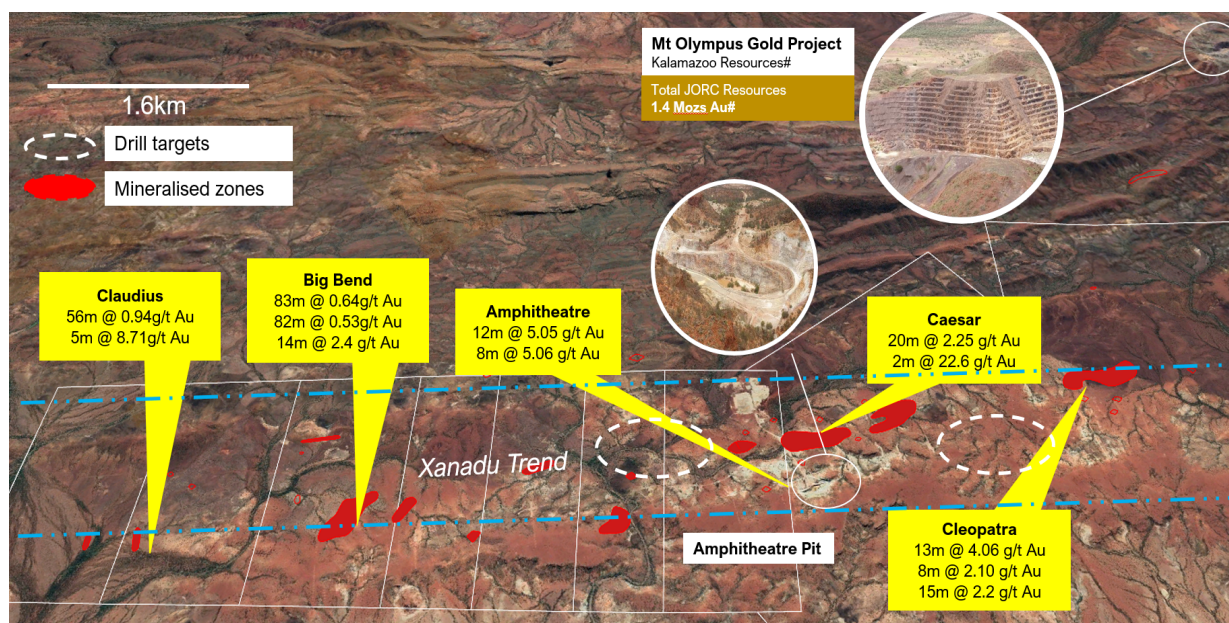 Mt Olympus Gold Project
Kalamazoo Resources#
Total JORC Resources
1.4 Mozs Au#
1.6km
Drill targets
Mineralised zones
Claudius
56m @ 0.94g/t Au
5m @ 8.71g/t Au
Big Bend
83m @ 0.64g/t Au
82m @ 0.53g/t Au
14m @ 2.4 g/t Au
Amphitheatre
12m @ 5.05 g/t Au
8m @ 5.06 g/t Au
Caesar
20m @ 2.25 g/t Au
2m @ 22.6 g/t Au
Xanadu Trend
Amphitheatre Pit
Cleopatra
13m @ 4.06 g/t Au
8m @ 2.10 g/t Au
15m @ 2.2 g/t Au